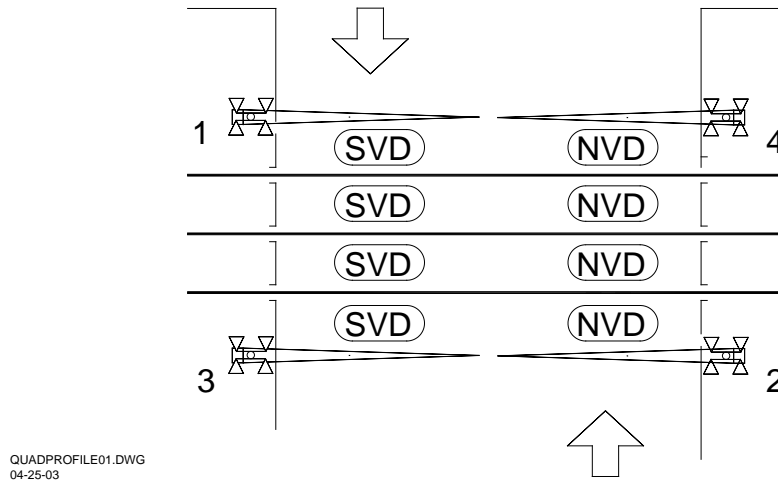 1
SVD NVD
4
SVD NVD
SVD NVD
SVD NVD
3
2
QUADPROFILE01.DWG
04-25-03